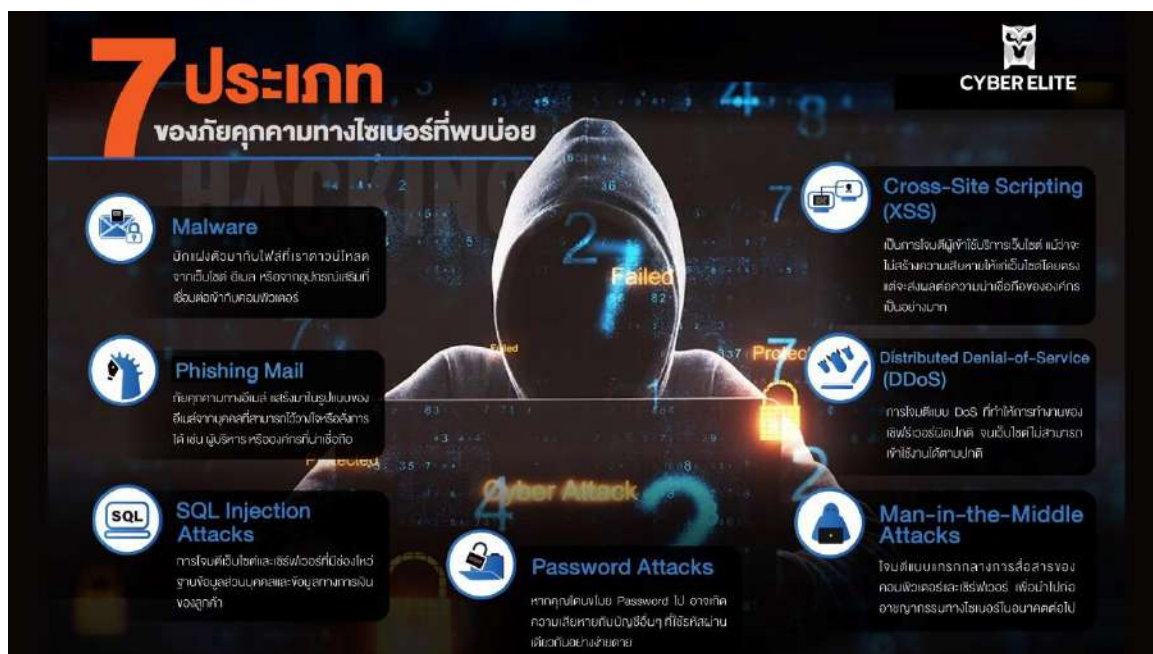 7 ประเภท
ของภัยคุกคามทางไซเบอร์ที่พบบ่อย
CYBER ELITE
HACKING
Malware
มักแฝงตัวมากับไฟล์ที่เราดาวน์โหลด
จากเว็บไซต์ อีเมล หรือจากอุปกรณ์เสริมที่
เชื่อมต่อเข้ากับคอมพิวเตอร์
Phishing Mail
ภัยคุกคามทางอีเมล์ แสร้งมาในรูปแบบของ
อีเมล์จากบุคคลที่สามารถไว้วางใจหรือสั่งการ
ได้ เช่น ผู้บริหาร หรือองค์กรที่น่าเชื่อถือ
SQL
SQL Injection
Attacks
การโจมตีเว็บไซต์และเซิร์ฟเวอร์ที่มีช่องโหว่
ฐานข้อมูลส่วนบุคคลและข้อมูลทางการเงิน
ของลูกค้า
Password Attacks
หากคุณโดนขโมย Password ไป อาจเกิด
ความเสียหายกับบัญชีอื่นๆ ที่ใช้รหัสผ่าน
เดียวกันอย่างง่ายดาย
Cross-Site Scripting
(XSS)
เป็นการโจมตีผู้เข้าใช้บริการเว็บไซต์ แม้ว่าจะ
ไม่สร้างความเสียหายให้แก่เว็บไซต์โดยตรง
แต่จะส่งผลต่อความน่าเชื่อถือขององค์กร
เป็นอย่างมาก
Distributed Denial-of-Service
(DDoS)
การโจมตีแบบ DoS ที่ทำให้การทำงานของ
เซิฟร์เวอร์ผิดปกติ จนเว็บไซต์ไม่สามารถ
เข้าใช้งานได้ตามปกติ
Man-in-the-Middle
Attacks
โจมตีแบบแทรกกลางการสื่อสารของ
คอมพิวเตอร์และเซิร์ฟเวอร์ เพื่อนำไปก่อ
อาชญากรรมทางไซเบอร์ในอนาคตต่อไป
Failed
Failed
Protected
Cyber Attack